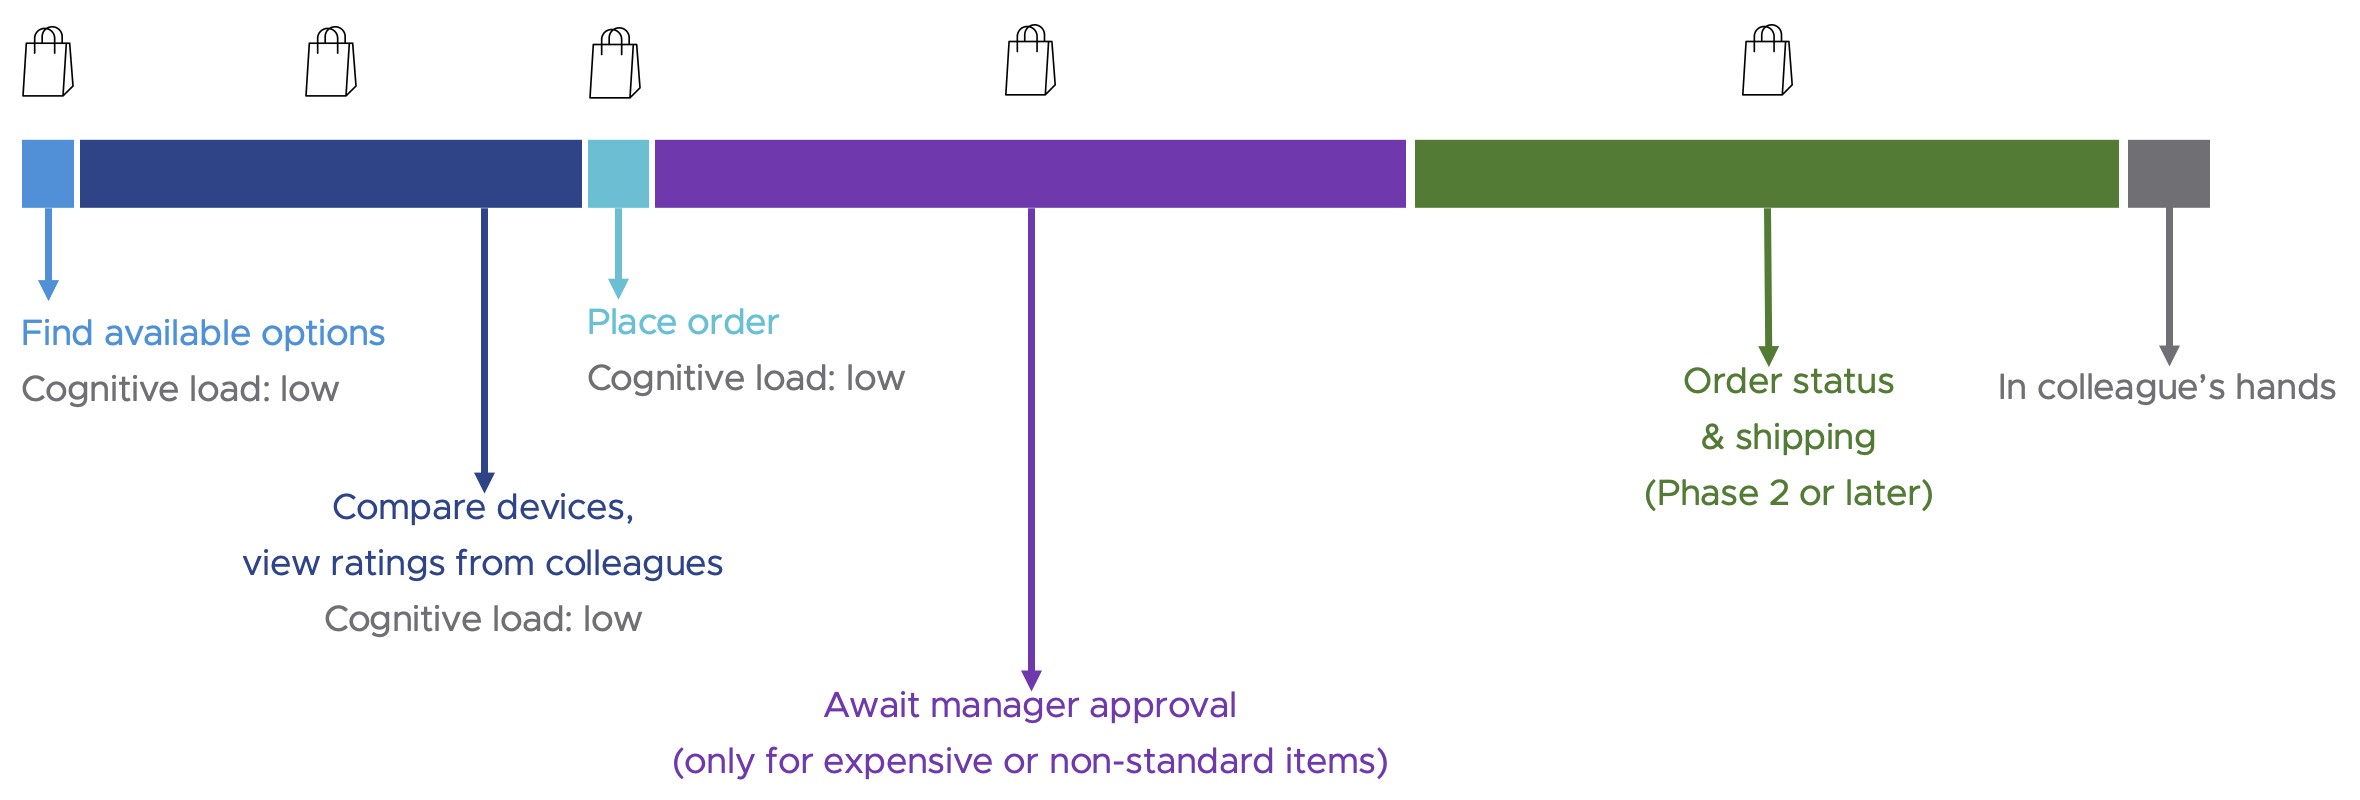 Find available options
Cognitive load: low
Compare devices,
view ratings from colleagues
Cognitive load: low
Place order
Cognitive load: low
Await manager approval
(only for expensive or non-standard items)
Order status
& shipping
(Phase 2 or later)
In colleague’s hands